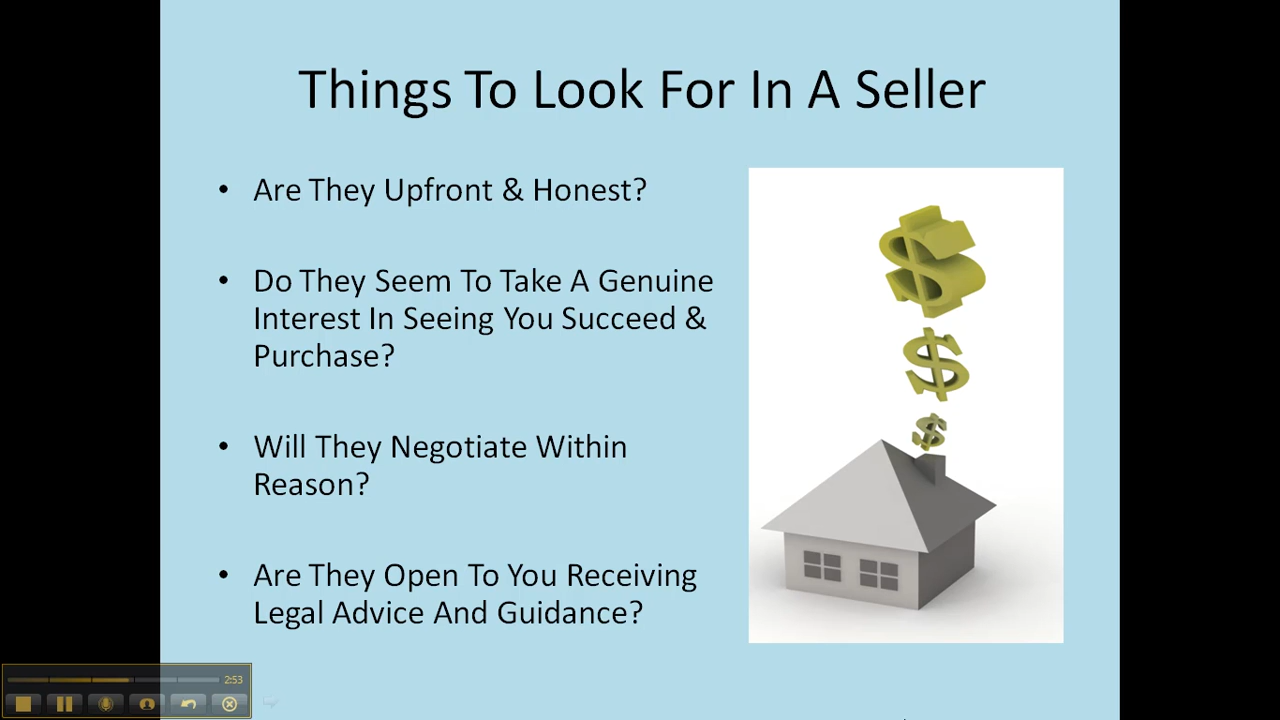 Things To Look For In A Seller
• Are They Upfront & Honest?
• Do They Seem To Take A Genuine
Interest In Seeing You Succeed &
Purchase?
• Will They Negotiate Within
Reason?
• Are They Open To You Receiving
Legal Advice And Guidance?
$
$
$
2:53